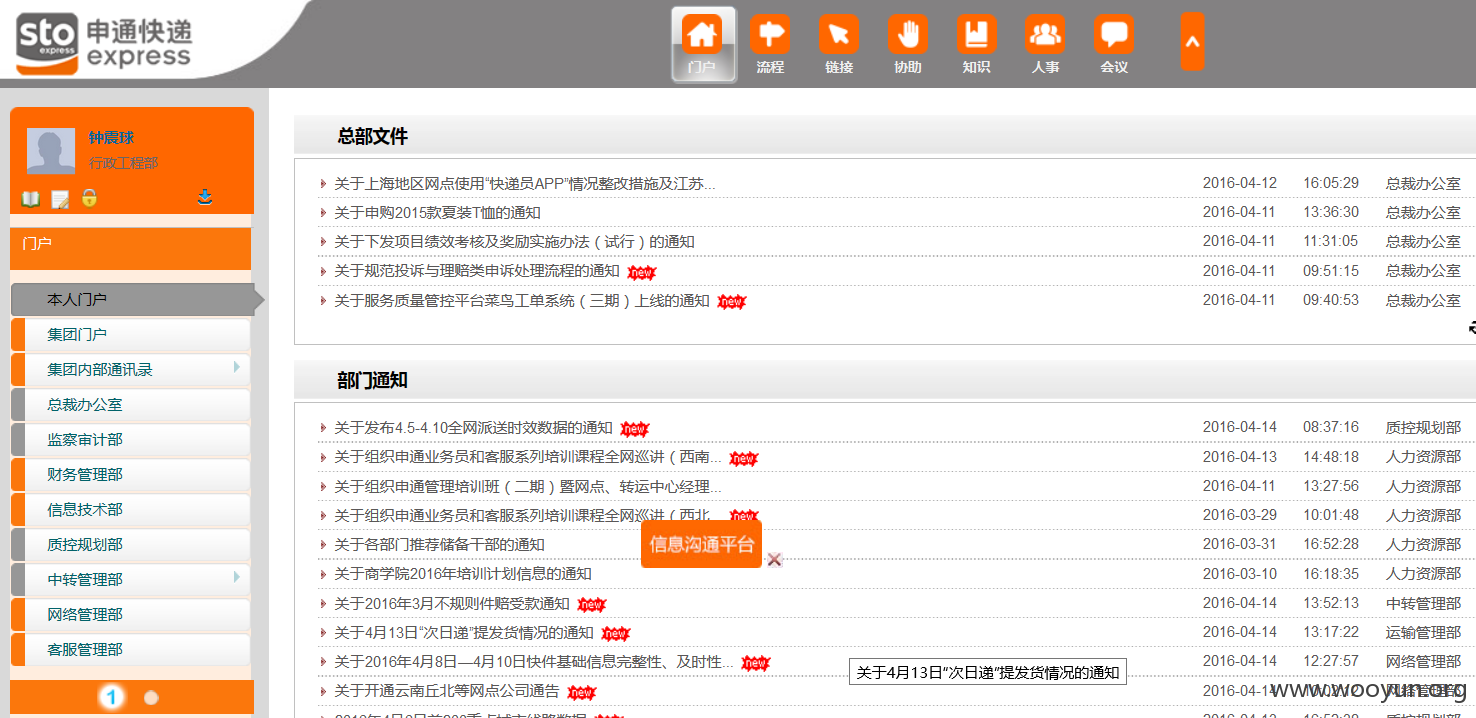 sto express 申通快递 express
门户 流程 链接 协助 知识 人事 会议
钟震球
行政工程部
门户
本人门户
集团门户
集团内部通讯录
总裁办公室
监察审计部
财务管理部
信息技术部
质控规划部
中转管理部
网络管理部
客服管理部
1
总部文件
关于上海地区网点使用“快递员APP”情况整改措施及江苏... 2016-04-12 16:05:29 总裁办公室
关于申购2015款夏装T恤的通知 2016-04-11 13:36:30 总裁办公室
关于下发项目绩效考核及奖励实施办法（试行）的通知 2016-04-11 11:31:05 总裁办公室
关于规范投诉与理赔类申诉处理流程的通知 new 2016-04-11 09:51:15 总裁办公室
关于服务质量管控平台菜鸟工单系统（三期）上线的通知 new 2016-04-11 09:40:53 总裁办公室
部门通知
关于发布4.5-4.10全网派送时效数据的通知 new 2016-04-14 08:37:16 质控规划部
关于组织申通业务员和客服系列培训课程全网巡讲（西南... new 2016-04-13 14:48:18 人力资源部
关于组织申通管理培训班（二期）暨网点、转运中心经理... 2016-04-11 13:27:56 人力资源部
关于组织申通业务员和客服系列培训课程全网巡讲（西北... new 2016-03-29 10:01:48 人力资源部
关于各部门推荐储备干部的通知 2016-03-31 16:52:28 人力资源部
信息沟通平台
关于商学院2016年培训计划信息的通知 2016-03-10 16:18:35 人力资源部
关于2016年3月不规则件赔受款通知 new 2016-04-14 13:52:13 中转管理部
关于4月13日“次日递”提发货情况的通知 new 2016-04-14 13:17:22 运输管理部
关于2016年4月8日—4月10日快件基础信息完整性、及时性... new 2016-04-14 12:27:57 网络管理部
关于4月13日“次日递”提发货情况的通知
关于开通云南丘北等网点公司通告 new 2016-04-14 网络管理部
www.wooyun.org